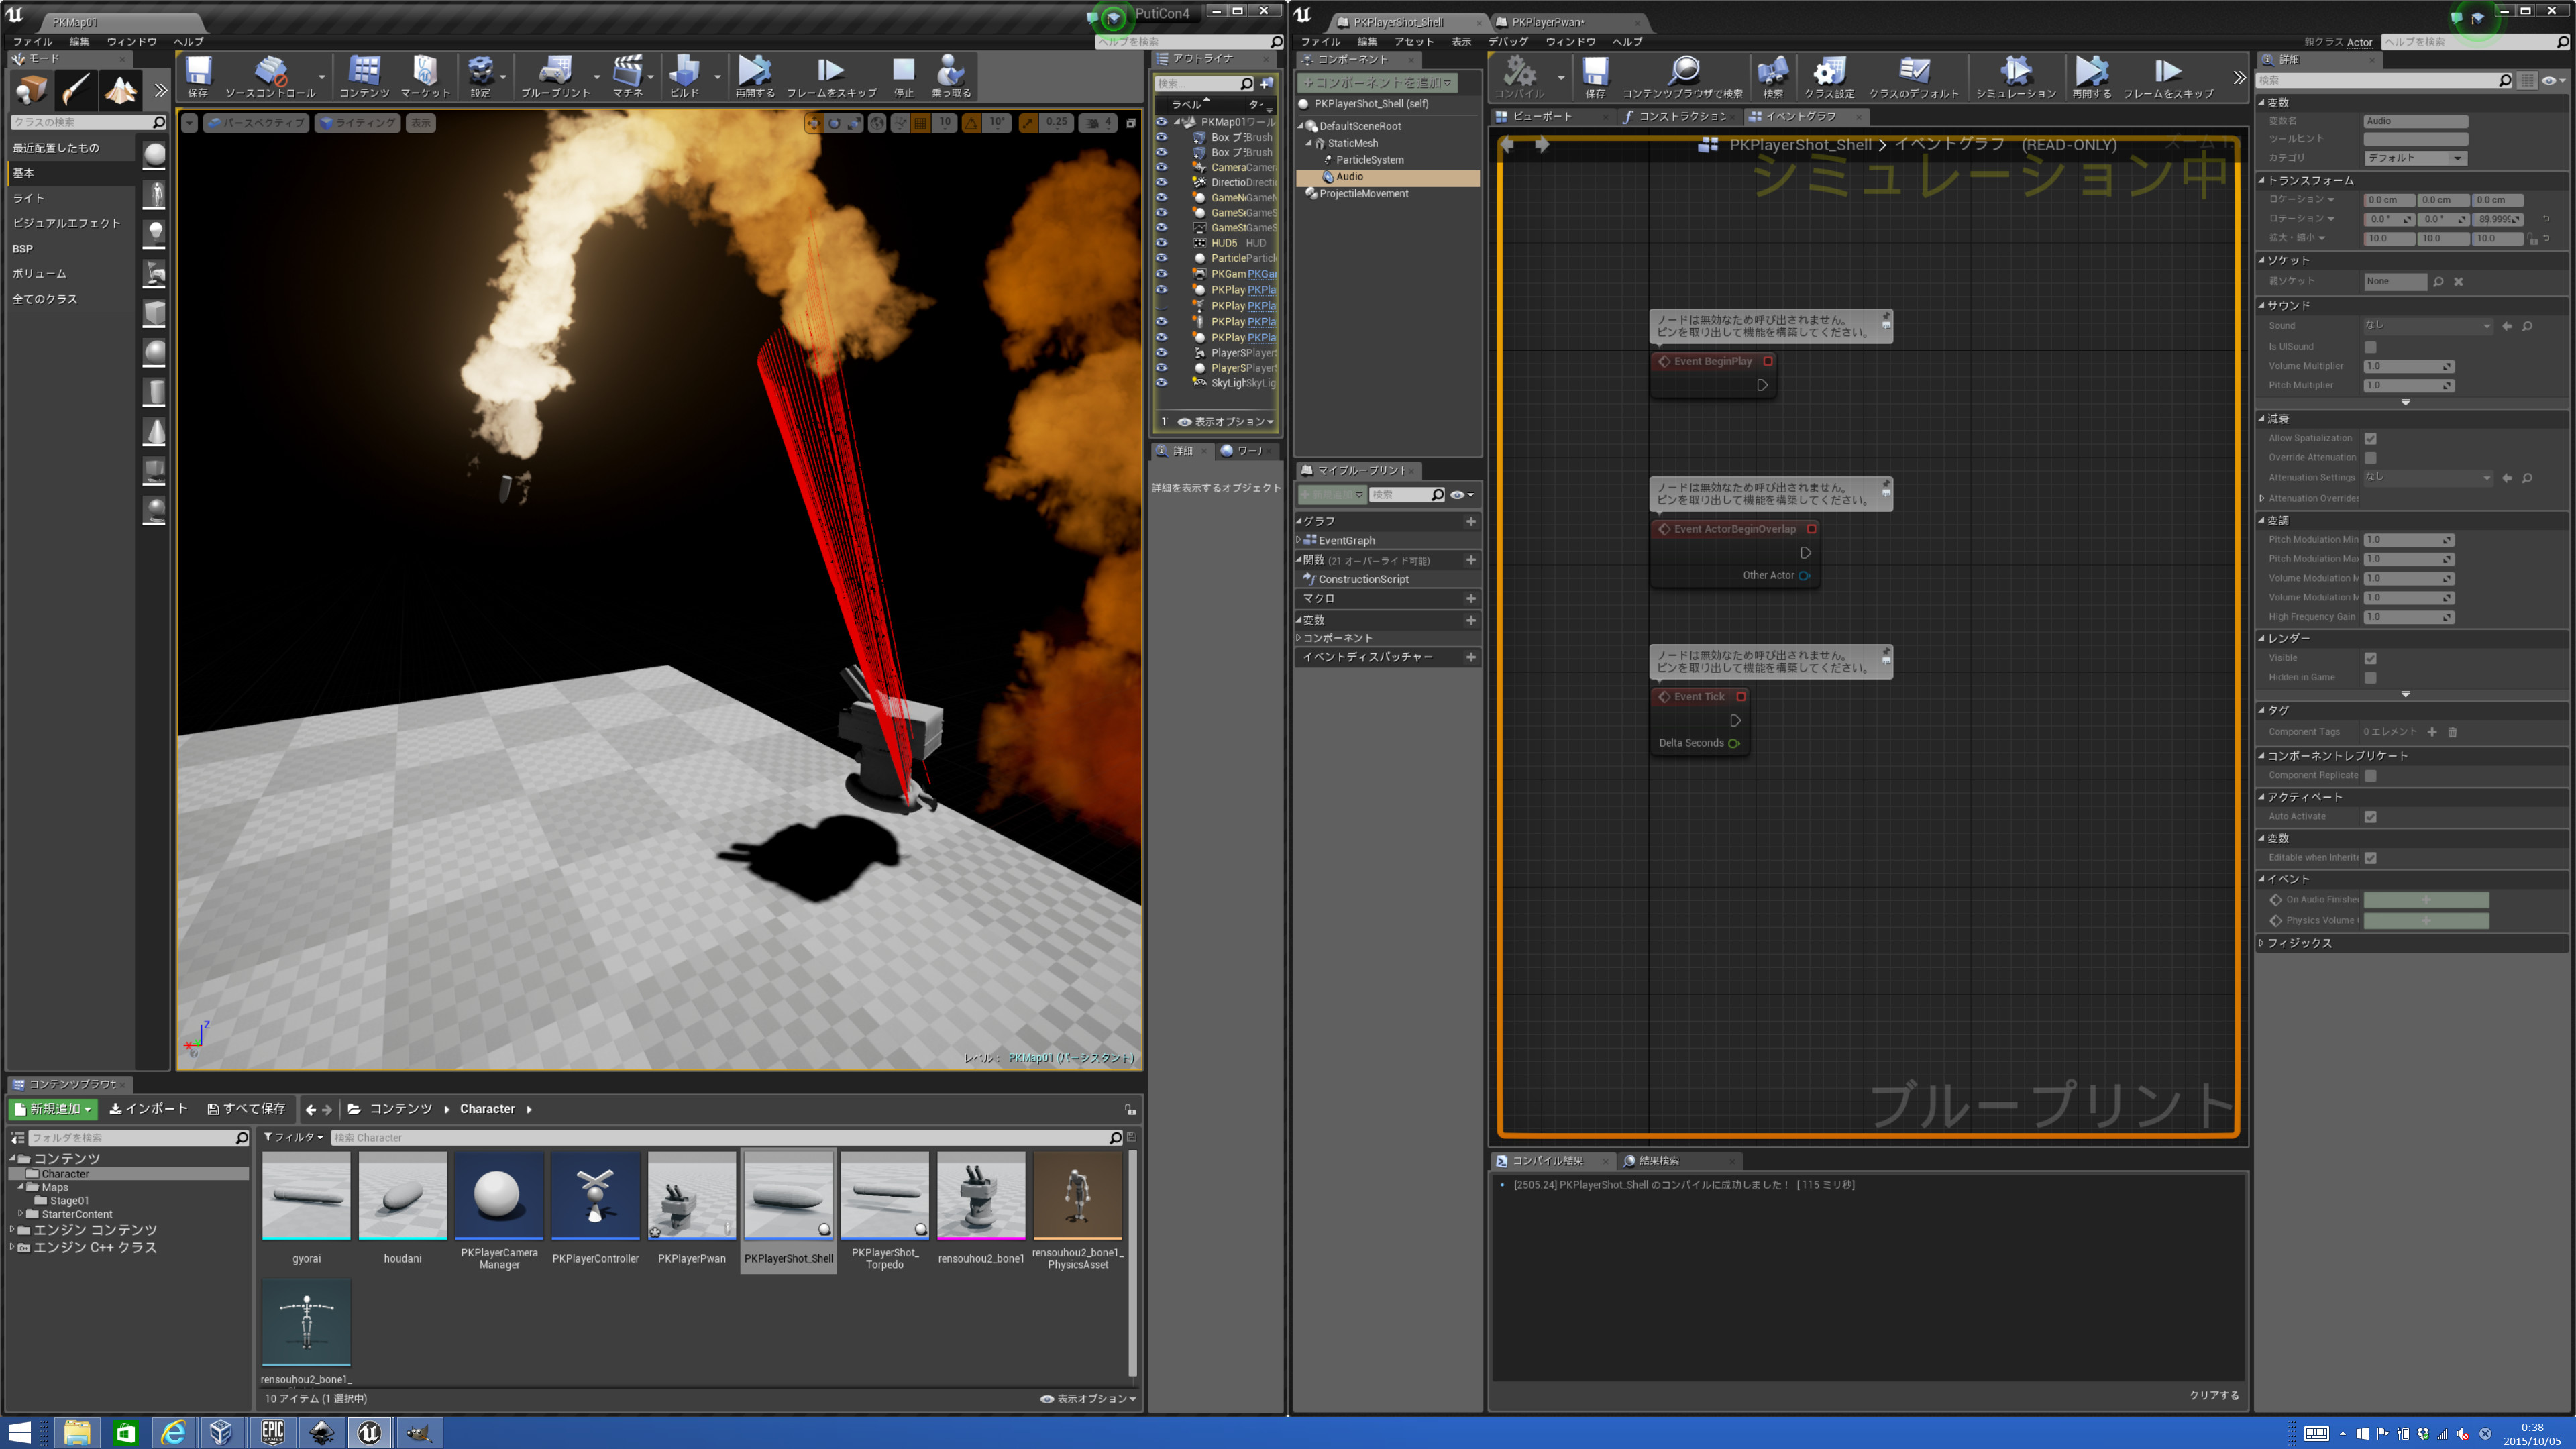 PKMap01
PutiCon4
ファイル 編集 ウィンドウ ヘルプ
ヘルプを検索
モード
保存 ソースコントロール コンテンツ マーケット 設定 ブループリント マチネ ビルド 再開する フレームをスキップ 停止 乗っ取る
クラスの検索
最近配置したもの
基本
ライト
ビジュアルエフェクト
BSP
ボリューム
全てのクラス
パースペクティブ ライティング 表示
10 10° 0.25 4
レベル： PKMap01 (パーシスタント)
アウトライナ
検索...
ラベル
PKMap01 ワール
Box ブ Brush
Box ブ Brush
Camera Camera
Directio Directio
GameNe GameN
GameSe GameS
GameSt GameS
HUD5 HUD
Particle Particle
PKGam PKGa
PKPlay PKPla
PKPlay PKPla
PKPlay PKPla
PKPlay PKPla
PlayerS PlayerS
PlayerS PlayerS
SkyLigh SkyLig
1 表示オプション
詳細 ワー
詳細を表示するオブジェクト
コンテンツブラウザ
新規追加 インポート すべて保存 コンテンツ Character
フォルダを検索
フィルタ 検索 Character
コンテンツ
Character
Maps
Stage01
StarterContent
エンジン コンテンツ
エンジン C++ クラス
gyorai
houdani
PKPlayerCamera
Manager
PKPlayerController
PKPlayerPwan
PKPlayerShot_Shell
PKPlayerShot_
Torpedo
rensouhou2_bone1
rensouhou2_bone1_
PhysicsAsset
rensouhou2_bone1_
10 アイテム (1 選択中)
表示オプション
PKPlayerShot_Shell PKPlayerPwan*
ファイル 編集 アセット 表示 デバッグ ウィンドウ ヘルプ
親クラス Actor ヘルプを検索
コンポーネント
+コンポーネントを追加
PKPlayerShot_Shell (self)
DefaultSceneRoot
StaticMesh
ParticleSystem
Audio
ProjectileMovement
マイブループリント
新規追加 検索
グラフ
EventGraph
関数 (21 オーバーライド可能)
ConstructionScript
マクロ
変数
コンポーネント
イベントディスパッチャー
コンパイル 保存 コンテンツブラウザで検索 検索 クラス設定 クラスのデフォルト シミュレーション 再開する フレームをスキップ
ビューポート コンストラクション イベントグラフ
PKPlayerShot_Shell > イベントグラフ (READ-ONLY)
シミュレーション中
ノードは無効なため呼び出されません。
ピンを取り出して機能を構築してください。
Event BeginPlay
ノードは無効なため呼び出されません。
ピンを取り出して機能を構築してください。
Event ActorBeginOverlap
Other Actor
ノードは無効なため呼び出されません。
ピンを取り出して機能を構築してください。
Event Tick
Delta Seconds
ブループリント
コンパイル結果 結果検索
[2505.24] PKPlayerShot_Shell のコンパイルに成功しました！ [ 115 ミリ秒]
クリアする
詳細
検索
変数
変数名 Audio
ツールヒント
カテゴリ デフォルト
トランスフォーム
ロケーション 0.0 cm 0.0 cm 0.0 cm
ロテーション 0.0 ° 0.0 ° 89.9999
拡大・縮小 10.0 10.0 10.0
ソケット
親ソケット None
サウンド
Sound なし
Is UISound
Volume Multiplier 1.0
Pitch Multiplier 1.0
減衰
Allow Spatialization
Override Attenuation
Attenuation Settings なし
Attenuation Overrides
変調
Pitch Modulation Min 1.0
Pitch Modulation Max 1.0
Volume Modulation M 1.0
Volume Modulation M 1.0
High Frequency Gain 1.0
レンダー
Visible
Hidden in Game
タグ
Component Tags 0 エレメント
コンポーネントレプリケート
Component Replicate
アクティベート
Auto Activate
変数
Editable when Inherite
イベント
On Audio Finished
Physics Volume
フィジックス
0:38
2015/10/05